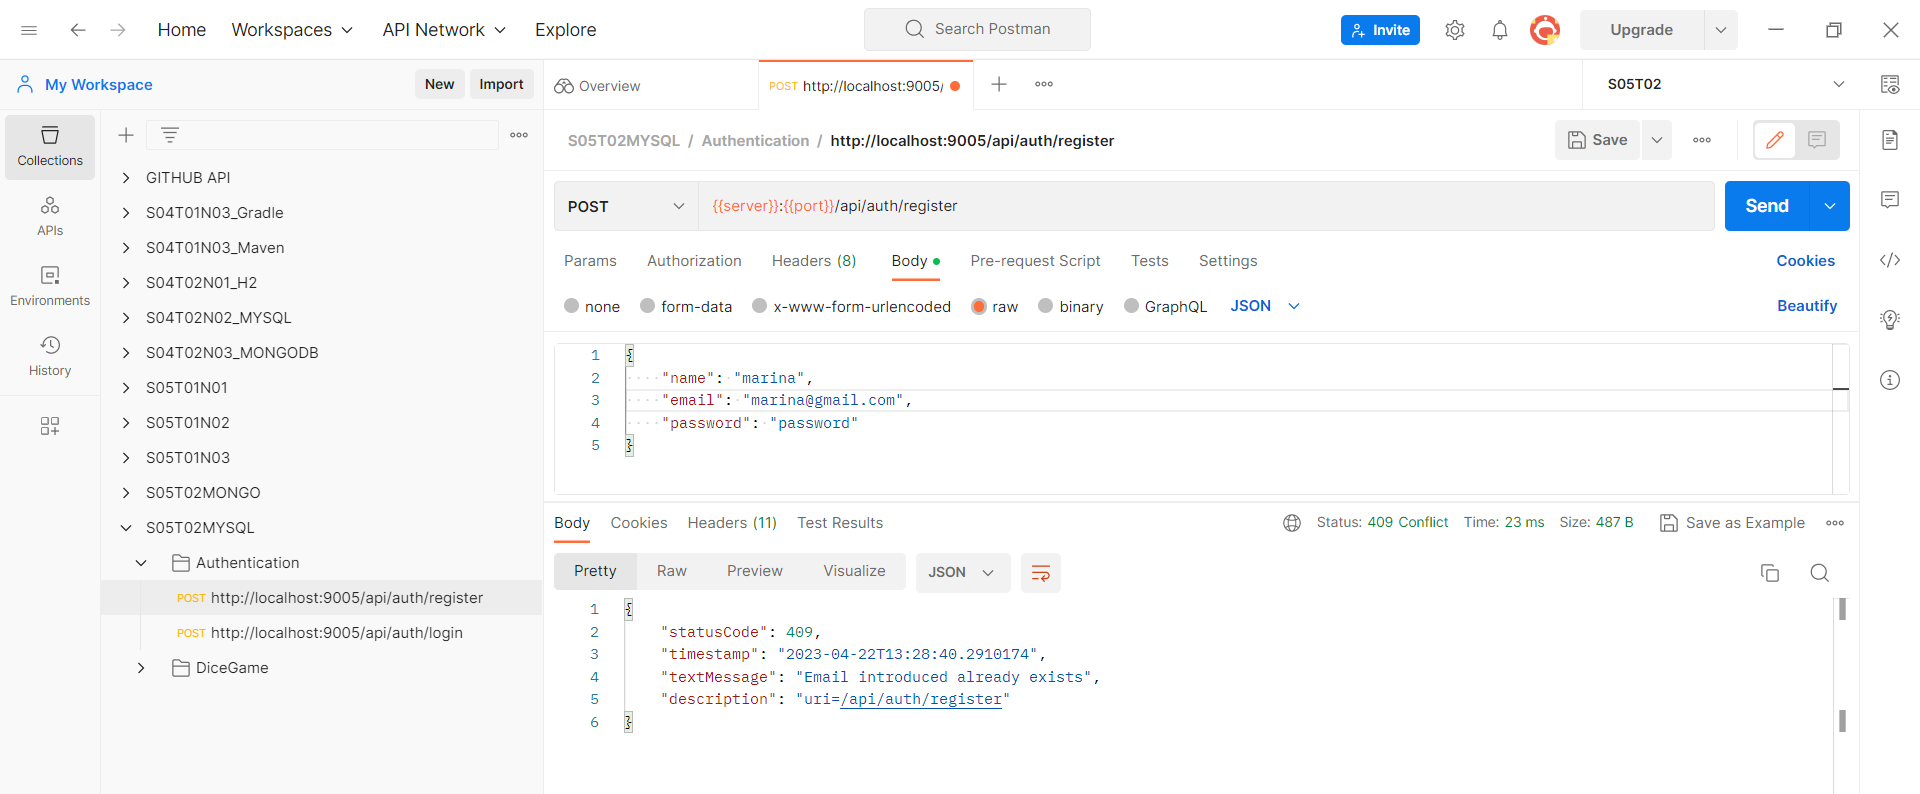 Home Workspaces API Network Explore Search Postman Invite Upgrade
My Workspace New Import Overview POST http://localhost:9005/ S05T02
Collections
APIs
Environments
History
GITHUB API
S04T01N03_Gradle
S04T01N03_Maven
S04T02N01_H2
S04T02N02_MYSQL
S04T02N03_MONGODB
S05T01N01
S05T01N02
S05T01N03
S05T02MONGO
S05T02MYSQL
Authentication
POST http://localhost:9005/api/auth/register
POST http://localhost:9005/api/auth/login
DiceGame
S05T02MYSQL / Authentication / http://localhost:9005/api/auth/register Save
POST {{server}}:{{port}}/api/auth/register Send
Params Authorization Headers (8) Body Pre-request Script Tests Settings Cookies
none form-data x-www-form-urlencoded raw binary GraphQL JSON Beautify
1 {
2 "name": "marina",
3 "email": "marina@gmail.com",
4 "password": "password"
5 }
Body Cookies Headers (11) Test Results Status: 409 Conflict Time: 23 ms Size: 487 B Save as Example
Pretty Raw Preview Visualize JSON
1 {
2 "statusCode": 409,
3 "timestamp": "2023-04-22T13:28:40.2910174",
4 "textMessage": "Email introduced already exists",
5 "description": "uri=/api/auth/register"
6 }